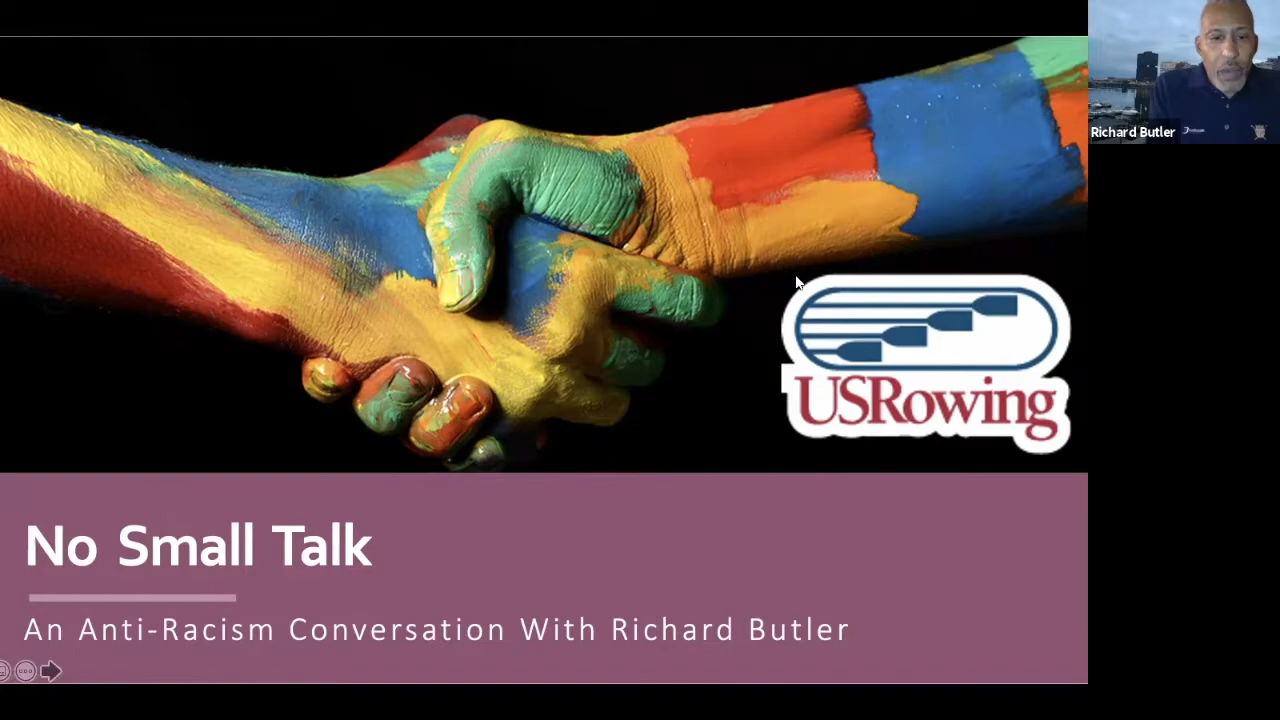 Richard Butler
USRowing
No Small Talk
An Anti-Racism Conversation With Richard Butler